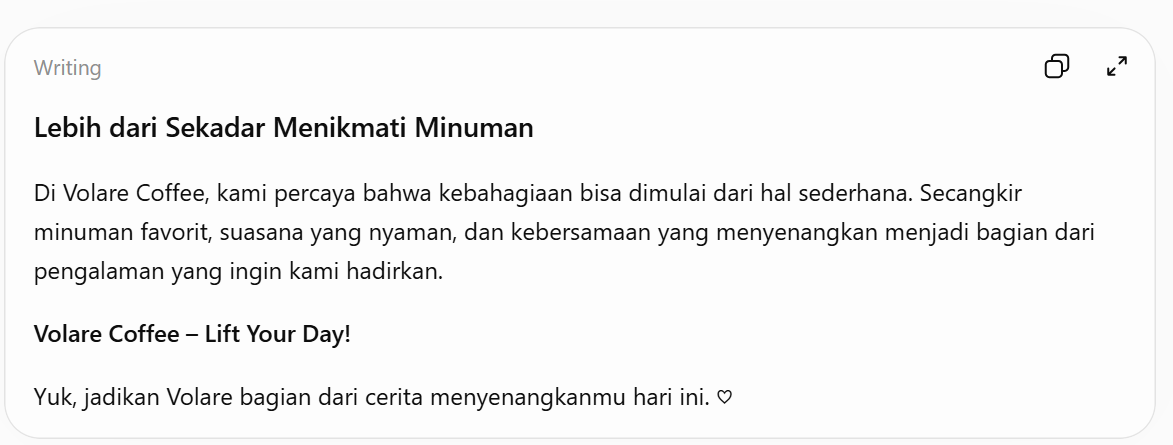 Writing
Lebih dari Sekadar Menikmati Minuman
Di Volare Coffee, kami percaya bahwa kebahagiaan bisa dimulai dari hal sederhana. Secangkir
minuman favorit, suasana yang nyaman, dan kebersamaan yang menyenangkan menjadi bagian dari
pengalaman yang ingin kami hadirkan.
Volare Coffee – Lift Your Day!
Yuk, jadikan Volare bagian dari cerita menyenangkanmu hari ini. ♡